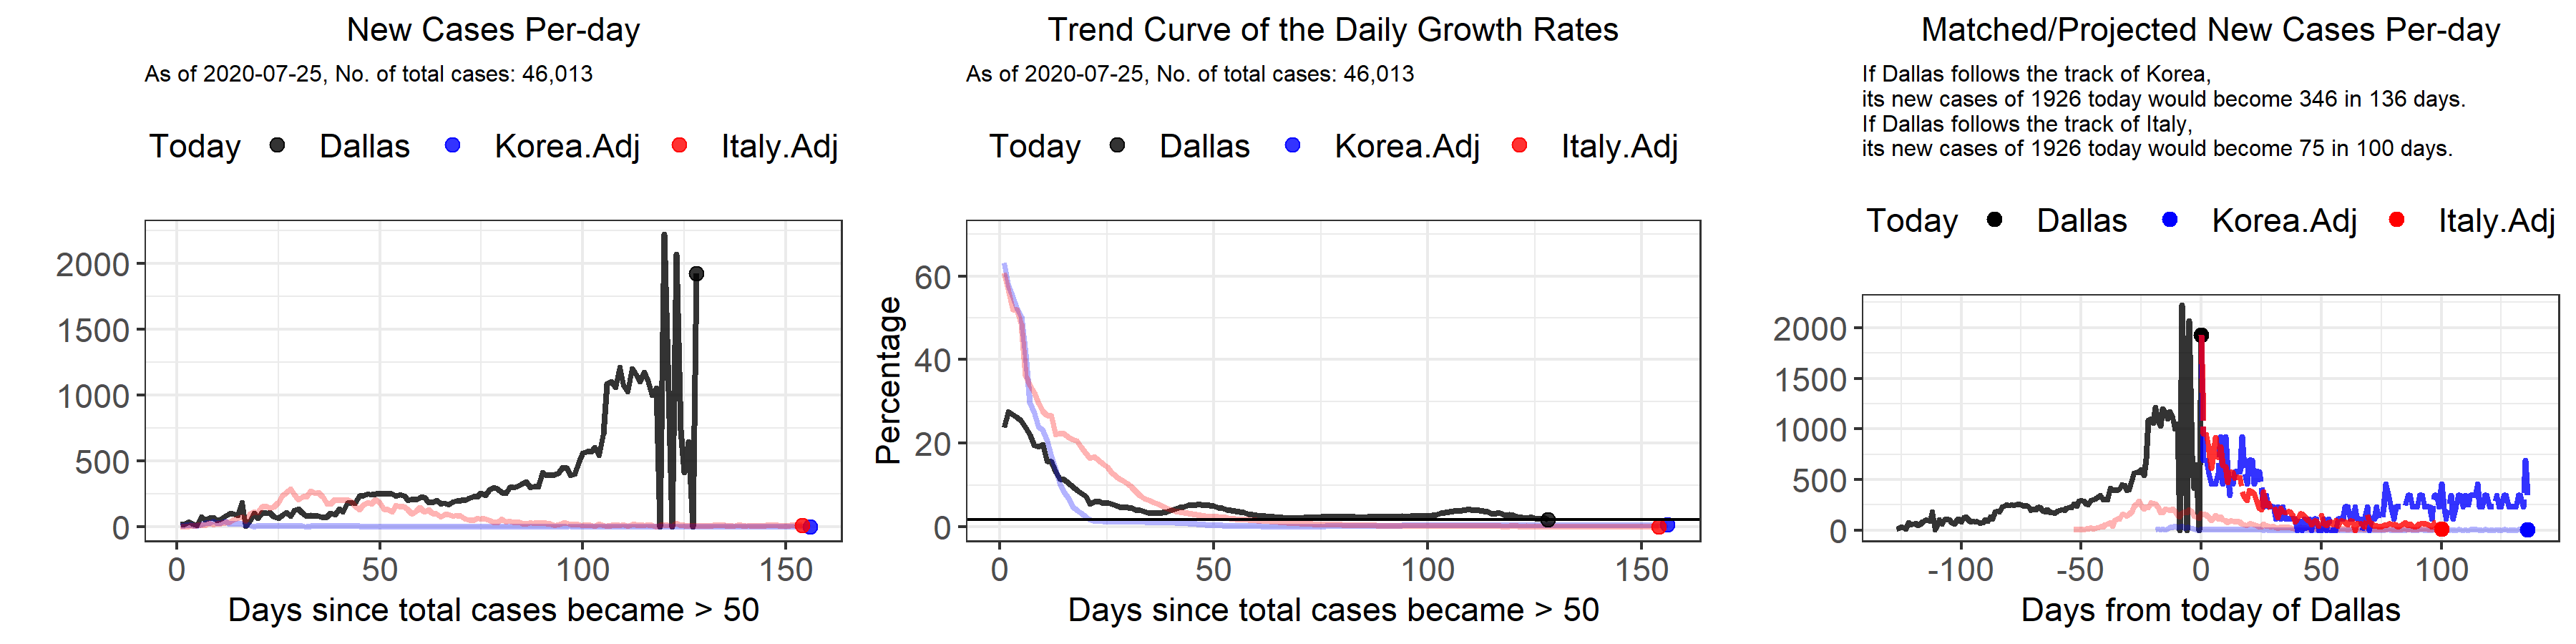 New Cases Per-day
As of 2020-07-25, No. of total cases: 46,013
Today Dallas Korea.Adj Italy.Adj
2000
1500
1000
500
0
0 50 100 150
Days since total cases became > 50
Trend Curve of the Daily Growth Rates
As of 2020-07-25, No. of total cases: 46,013
Today Dallas Korea.Adj Italy.Adj
Percentage
60
40
20
0
0 50 100 150
Days since total cases became > 50
Matched/Projected New Cases Per-day
If Dallas follows the track of Korea,
its new cases of 1926 today would become 346 in 136 days.
If Dallas follows the track of Italy,
its new cases of 1926 today would become 75 in 100 days.
Today Dallas Korea.Adj Italy.Adj
2000
1500
1000
500
0
-100 -50 0 50 100
Days from today of Dallas